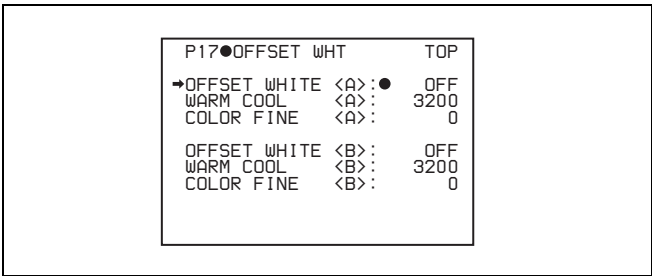 P17●OFFSET WHT TOP
➡OFFSET WHITE <A>:● OFF
WARM COOL <A>: 3200
COLOR FINE <A>: 0
OFFSET WHITE <B>: OFF
WARM COOL <B>: 3200
COLOR FINE <B>: 0